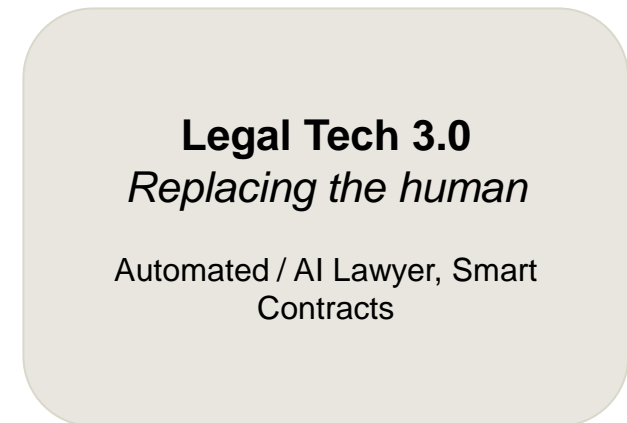 Legal Tech 3.0
Replacing the human
Automated / AI Lawyer, Smart
Contracts